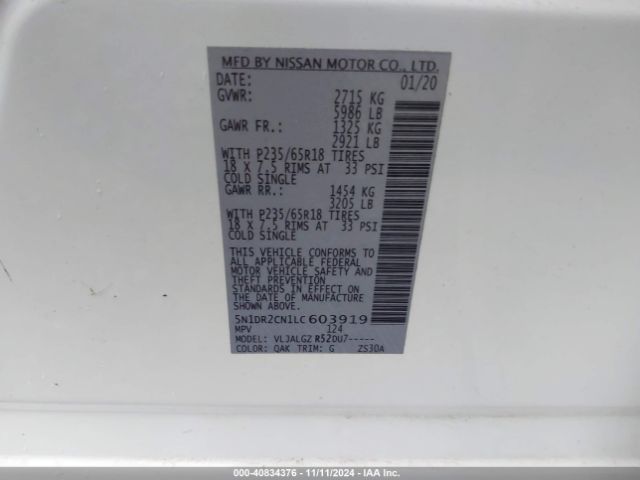 MFD BY NISSAN MOTOR CO., LTD.
DATE: 01/20
GVWR: 2715 KG
5986 LB
GAWR FR.: 1325 KG
2921 LB
WITH P235/65R18 TIRES
18 X 7.5 RIMS AT 33 PSI
COLD SINGLE
GAWR RR.: 1454 KG
3205 LB
WITH P235/65R18 TIRES
18 X 7.5 RIMS AT 33 PSI
COLD SINGLE
THIS VEHICLE CONFORMS TO
ALL APPLICABLE FEDERAL
MOTOR VEHICLE SAFETY AND
THEFT PREVENTION
STANDARDS IN EFFECT ON
THE DATE OF MANUFACTURE
SHOWN ABOVE.
5N1DR2CN1LC603919
MPV 124
MODEL: VLJALGZ R52DU7-----
COLOR: QAK TRIM: G ZS30A
000-40834376 - 11/11/2024 - IAA Inc.